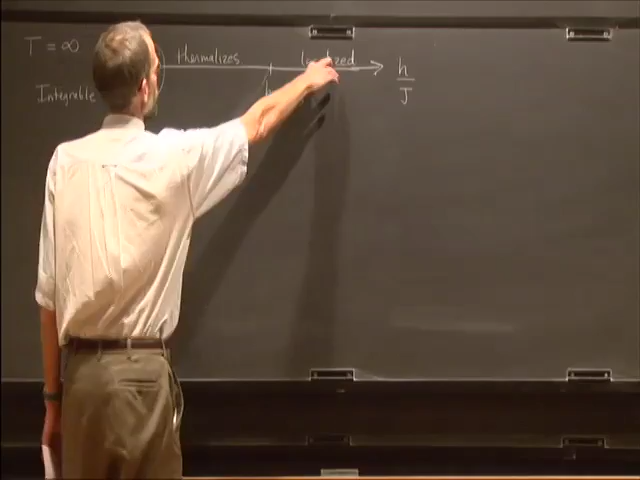 T = ∞
thermalizes
localized
h
J
Integrable
h